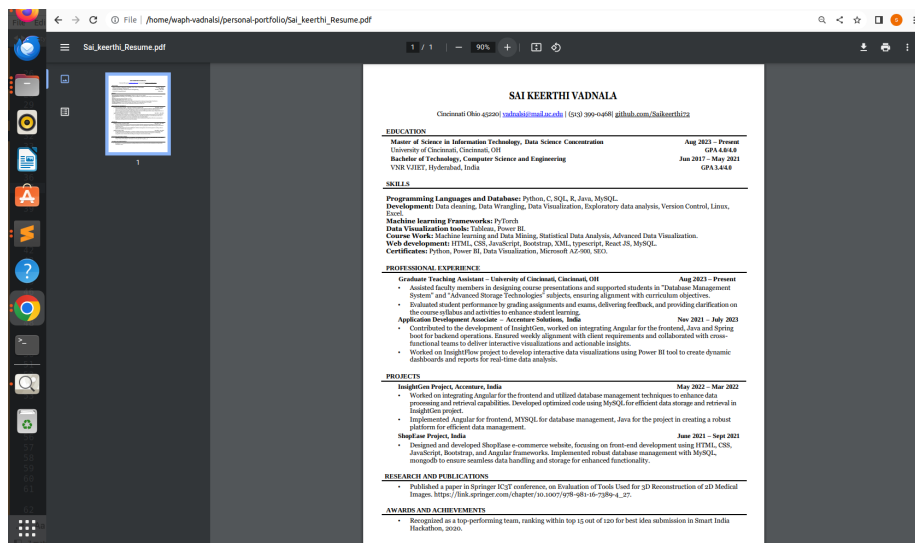 File
/home/waph-vadnalsi/personal-portfolio/Sai_keerthi_Resume.pdf
Sai_keerthi_Resume.pdf
1 / 1
90%
1
SAI KEERTHI VADNALA
Cincinnati Ohio 45220| vadnalsi@mail.uc.edu | (513) 399-0468| github.com/Saikeerthi72
EDUCATION
Master of Science in Information Technology, Data Science Concentration Aug 2023 – Present
University of Cincinnati, Cincinnati, OH GPA 4.0/4.0
Bachelor of Technology, Computer Science and Engineering Jun 2017 – May 2021
VNR VJIET, Hyderabad, India GPA 3.4/4.0
SKILLS
Programming Languages and Database: Python, C, SQL, R, Java, MySQL.
Development: Data cleaning, Data Wrangling, Data Visualization, Exploratory data analysis, Version Control, Linux,
Excel.
Machine learning Frameworks: PyTorch
Data Visualization tools: Tableau, Power BI.
Course Work: Machine learning and Data Mining, Statistical Data Analysis, Advanced Data Visualization.
Web development: HTML, CSS, JavaScript, Bootstrap, XML, typescript, React JS, MySQL.
Certificates: Python, Power BI, Data Visualization, Microsoft AZ-900, SEO.
PROFESSIONAL EXPERIENCE
Graduate Teaching Assistant – University of Cincinnati, Cincinnati, OH Aug 2023 – Present
• Assisted faculty members in designing course presentations and supported students in "Database Management
System" and "Advanced Storage Technologies" subjects, ensuring alignment with curriculum objectives.
• Evaluated student performance by grading assignments and exams, delivering feedback, and providing clarification on
the course syllabus and activities to enhance student learning.
Application Development Associate – Accenture Solutions, India Nov 2021 – July 2023
• Contributed to the development of InsightGen, worked on integrating Angular for the frontend, Java and Spring
boot for backend operations. Ensured weekly alignment with client requirements and collaborated with cross-
functional teams to deliver interactive visualizations and actionable insights.
• Worked on InsightFlow project to develop interactive data visualizations using Power BI tool to create dynamic
dashboards and reports for real-time data analysis.
PROJECTS
InsightGen Project, Accenture, India May 2022 – Mar 2022
• Worked on integrating Angular for the frontend and utilized database management techniques to enhance data
processing and retrieval capabilities. Developed optimized code using MySQL for efficient data storage and retrieval in
InsightGen project.
• Implemented Angular for frontend, MYSQL for database management, Java for the project in creating a robust
platform for efficient data management.
ShopEase Project, India June 2021 – Sept 2021
• Designed and developed ShopEase e-commerce website, focusing on front-end development using HTML, CSS,
JavaScript, Bootstrap, and Angular frameworks. Implemented robust database management with MySQL,
mongodb to ensure seamless data handling and storage for enhanced functionality.
RESEARCH AND PUBLICATIONS
• Published a paper in Springer IC3T conference, on Evaluation of Tools Used for 3D Reconstruction of 2D Medical
Images. https://link.springer.com/chapter/10.1007/978-981-16-7389-4_27.
AWARDS AND ACHIEVEMENTS
• Recognized as a top-performing team, ranking within top 15 out of 120 for best idea submission in Smart India
Hackathon, 2020.